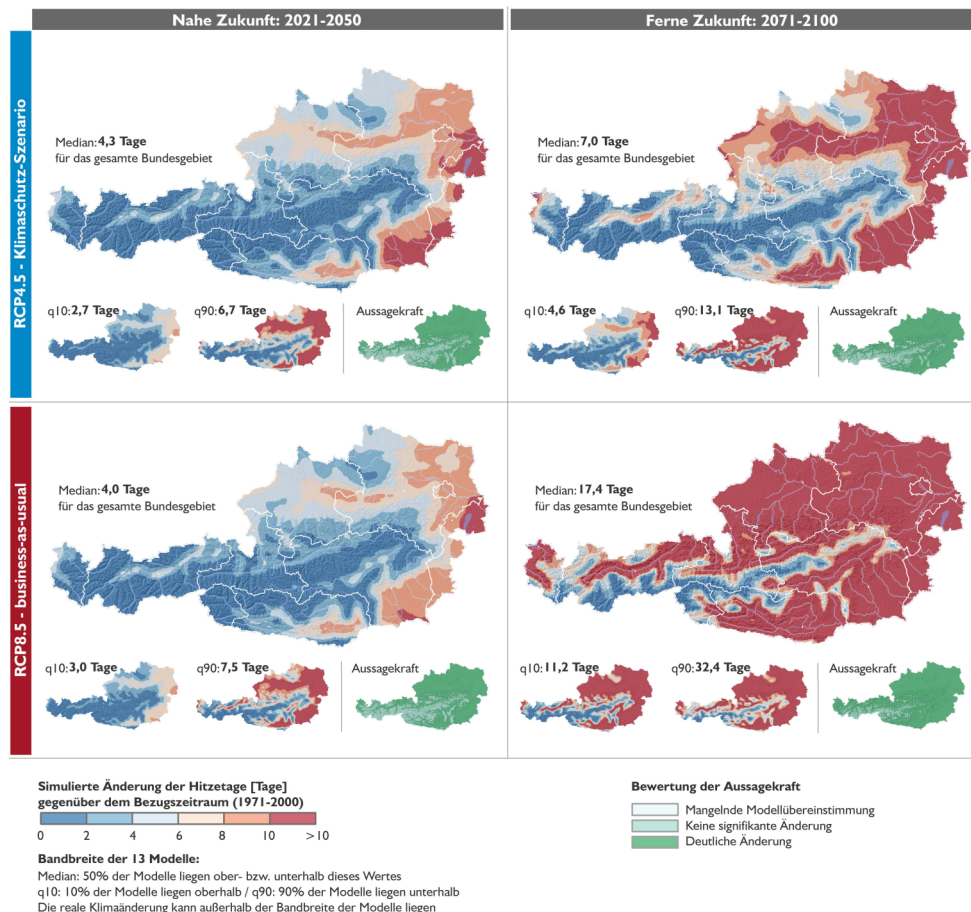 Nahe Zukunft: 2021-2050
Ferne Zukunft: 2071-2100
RCP4.5 - Klimaschutz-Szenario
Median: 4,3 Tage
für das gesamte Bundesgebiet
q10: 2,7 Tage
q90: 6,7 Tage
Aussagekraft
Median: 7,0 Tage
für das gesamte Bundesgebiet
q10: 4,6 Tage
q90: 13,1 Tage
Aussagekraft
RCP8.5 - business-as-usual
Median: 4,0 Tage
für das gesamte Bundesgebiet
q10: 3,0 Tage
q90: 7,5 Tage
Aussagekraft
Median: 17,4 Tage
für das gesamte Bundesgebiet
q10: 11,2 Tage
q90: 32,4 Tage
Aussagekraft
Simulierte Änderung der Hitzetage [Tage]
gegenüber dem Bezugszeitraum (1971-2000)
0 2 4 6 8 10 >10
Bandbreite der 13 Modelle:
Median: 50% der Modelle liegen ober- bzw. unterhalb dieses Wertes
q10: 10% der Modelle liegen oberhalb / q90: 90% der Modelle liegen unterhalb
Die reale Klimaänderung kann außerhalb der Bandbreite der Modelle liegen
Bewertung der Aussagekraft
Mangelnde Modellübereinstimmung
Keine signifikante Änderung
Deutliche Änderung